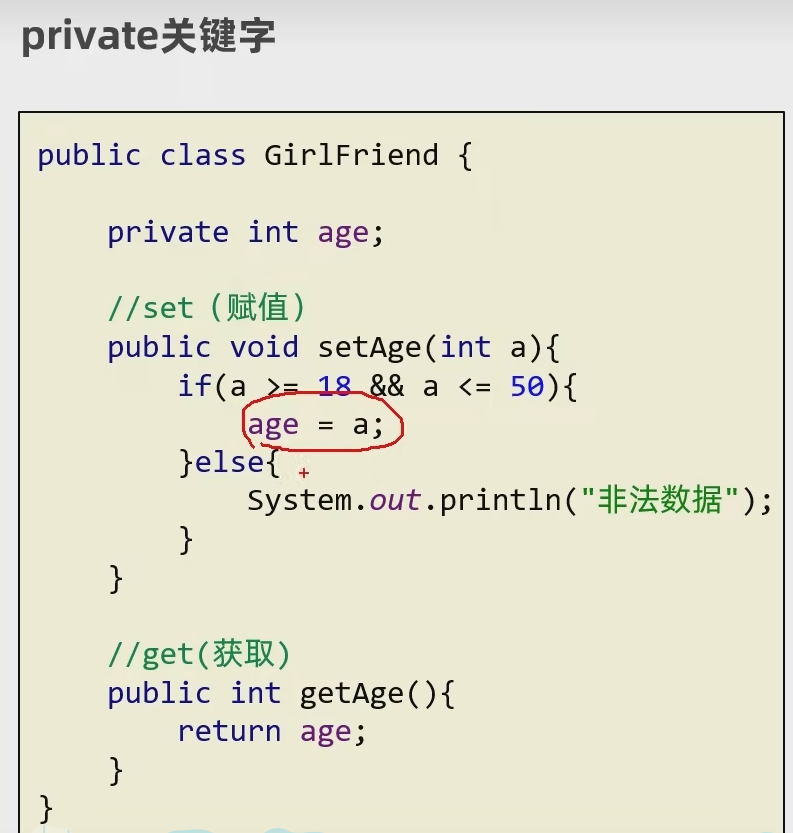 private关键字
public class GirlFriend {
private int age;
//set（赋值）
public void setAge(int a){
if(a >= 18 && a <= 50){
age = a;
}else{
System.out.println("非法数据");
}
}
//get(获取)
public int getAge(){
return age;
}
}